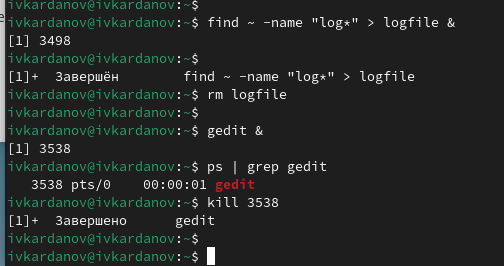 ivkardanov@ivkardanov:~$
ivkardanov@ivkardanov:~$ find ~ -name "log*" > logfile &
[1] 3498
ivkardanov@ivkardanov:~$
[1]+  Завершён        find ~ -name "log*" > logfile
ivkardanov@ivkardanov:~$ rm logfile
ivkardanov@ivkardanov:~$
ivkardanov@ivkardanov:~$ gedit &
[1] 3538
ivkardanov@ivkardanov:~$ ps | grep gedit
   3538 pts/0    00:00:01 gedit
ivkardanov@ivkardanov:~$ kill 3538
[1]+  Завершено      gedit
ivkardanov@ivkardanov:~$
ivkardanov@ivkardanov:~$